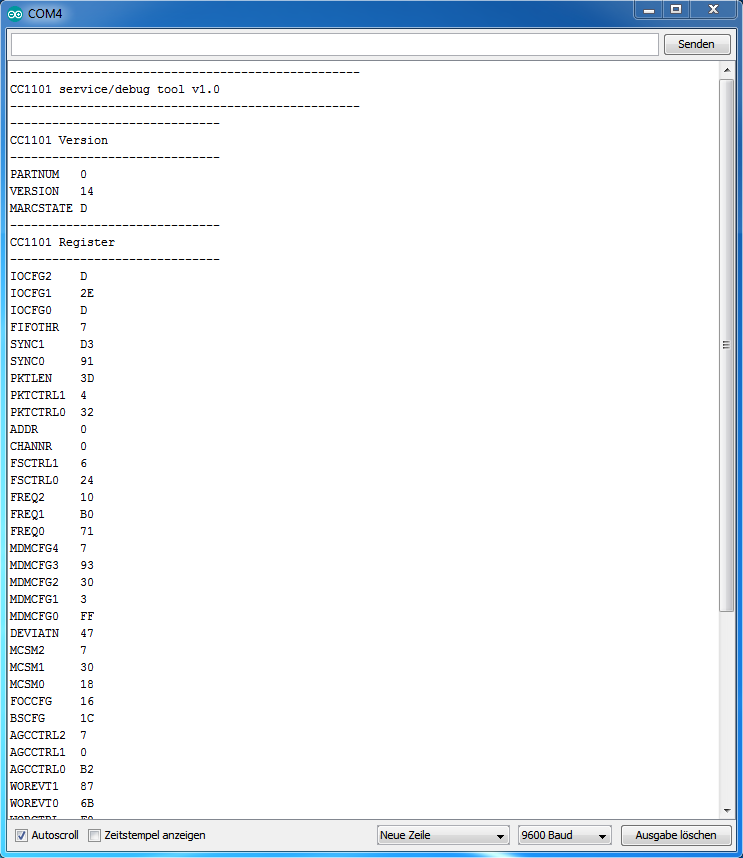 COM4
Senden
--------------------------------------------------
CC1101 service/debug tool v1.0
--------------------------------------------------
------------------------------
CC1101 Version
------------------------------
PARTNUM   0
VERSION   14
MARCSTATE D
------------------------------
CC1101 Register
------------------------------
IOCFG2    D
IOCFG1    2E
IOCFG0    D
FIFOTHR   7
SYNC1     D3
SYNC0     91
PKTLEN    3D
PKTCTRL1  4
PKTCTRL0  32
ADDR      0
CHANNR    0
FSCTRL1   6
FSCTRL0   24
FREQ2     10
FREQ1     B0
FREQ0     71
MDMCFG4   7
MDMCFG3   93
MDMCFG2   30
MDMCFG1   3
MDMCFG0   FF
DEVIATN   47
MCSM2     7
MCSM1     30
MCSM0     18
FOCCFG    16
BSCFG     1C
AGCCTRL2  7
AGCCTRL1  0
AGCCTRL0  B2
WOREVT1   87
WOREVT0   6B
Autoscroll
Zeitstempel anzeigen
Neue Zeile
9600 Baud
Ausgabe löschen